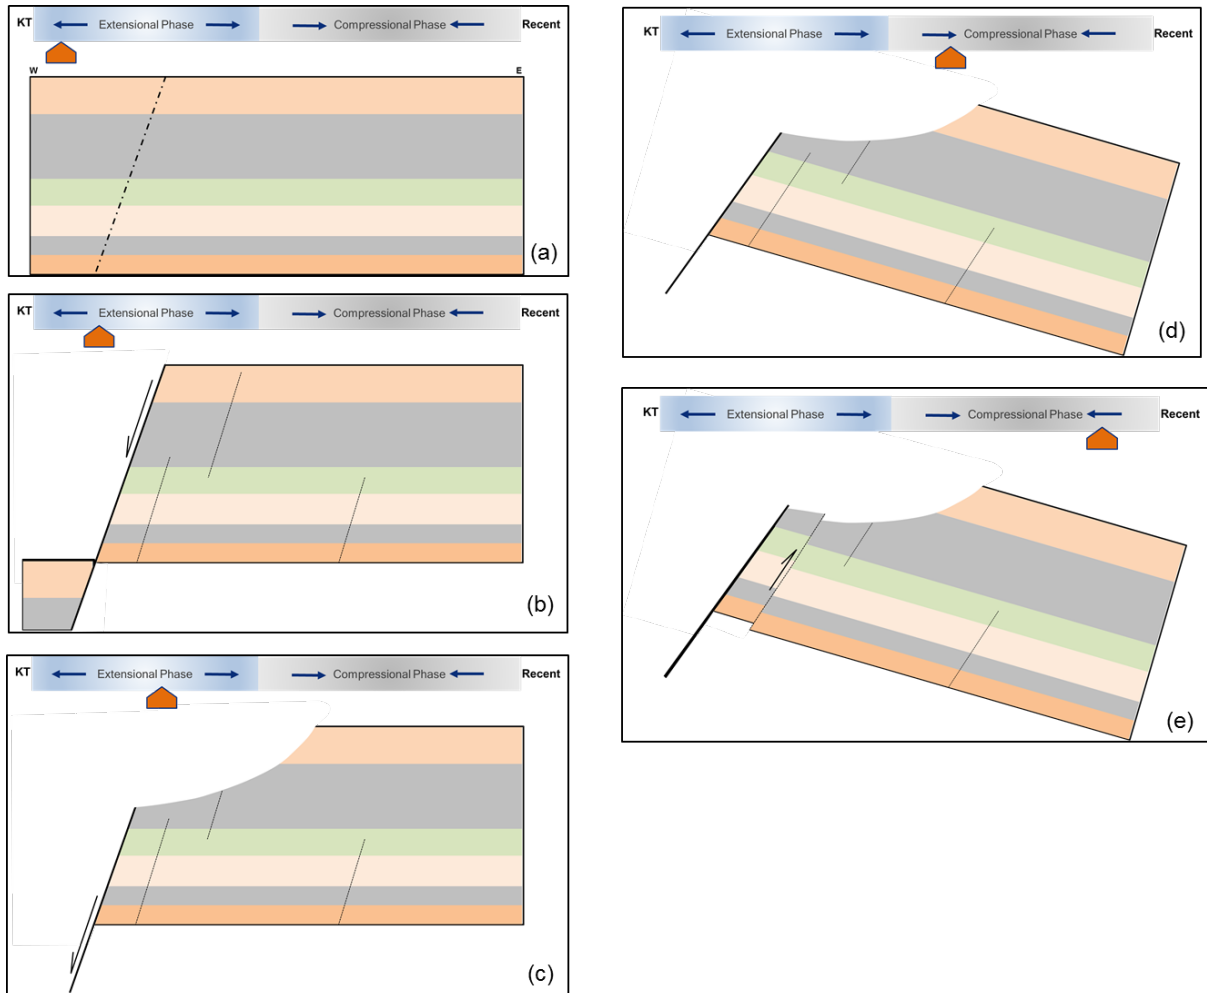 KT Extensional Phase Compressional Phase Recent
W E
(a)
KT Extensional Phase Compressional Phase Recent
(b)
KT Extensional Phase Compressional Phase Recent
(c)
KT Extensional Phase Compressional Phase Recent
(d)
KT Extensional Phase Compressional Phase Recent
(e)